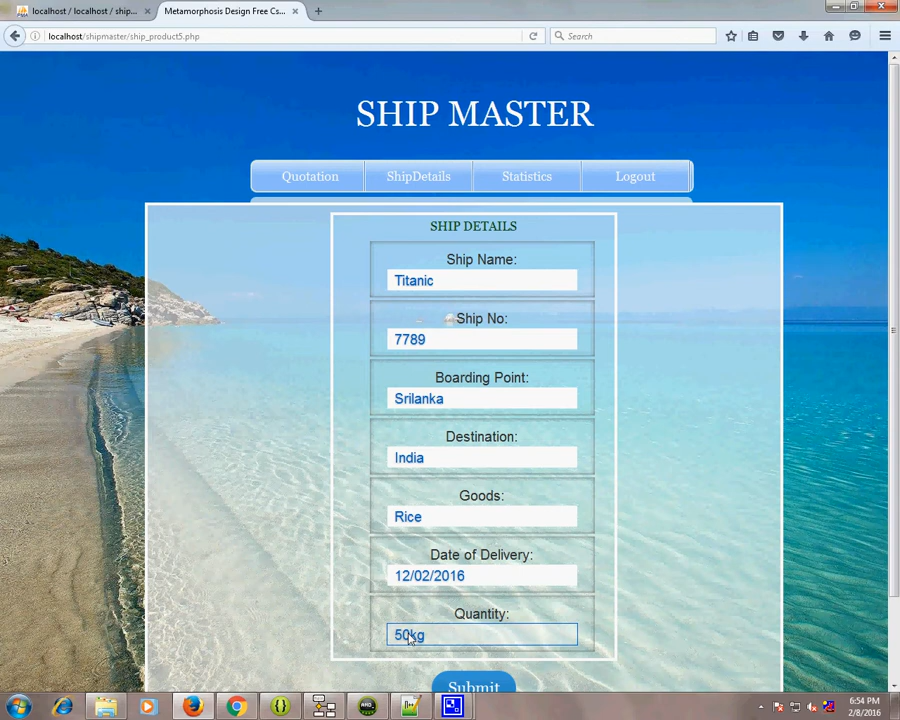 localhost / localhost / ship...
Metamorphosis Design Free Cs...
localhost/shipmaster/ship_product5.php
Search
SHIP MASTER
Quotation
ShipDetails
Statistics
Logout
SHIP DETAILS
Ship Name:
Titanic
Ship No:
7789
Boarding Point:
Srilanka
Destination:
India
Goods:
Rice
Date of Delivery:
12/02/2016
Quantity:
50kg
Submit
6:54 PM
2/8/2016